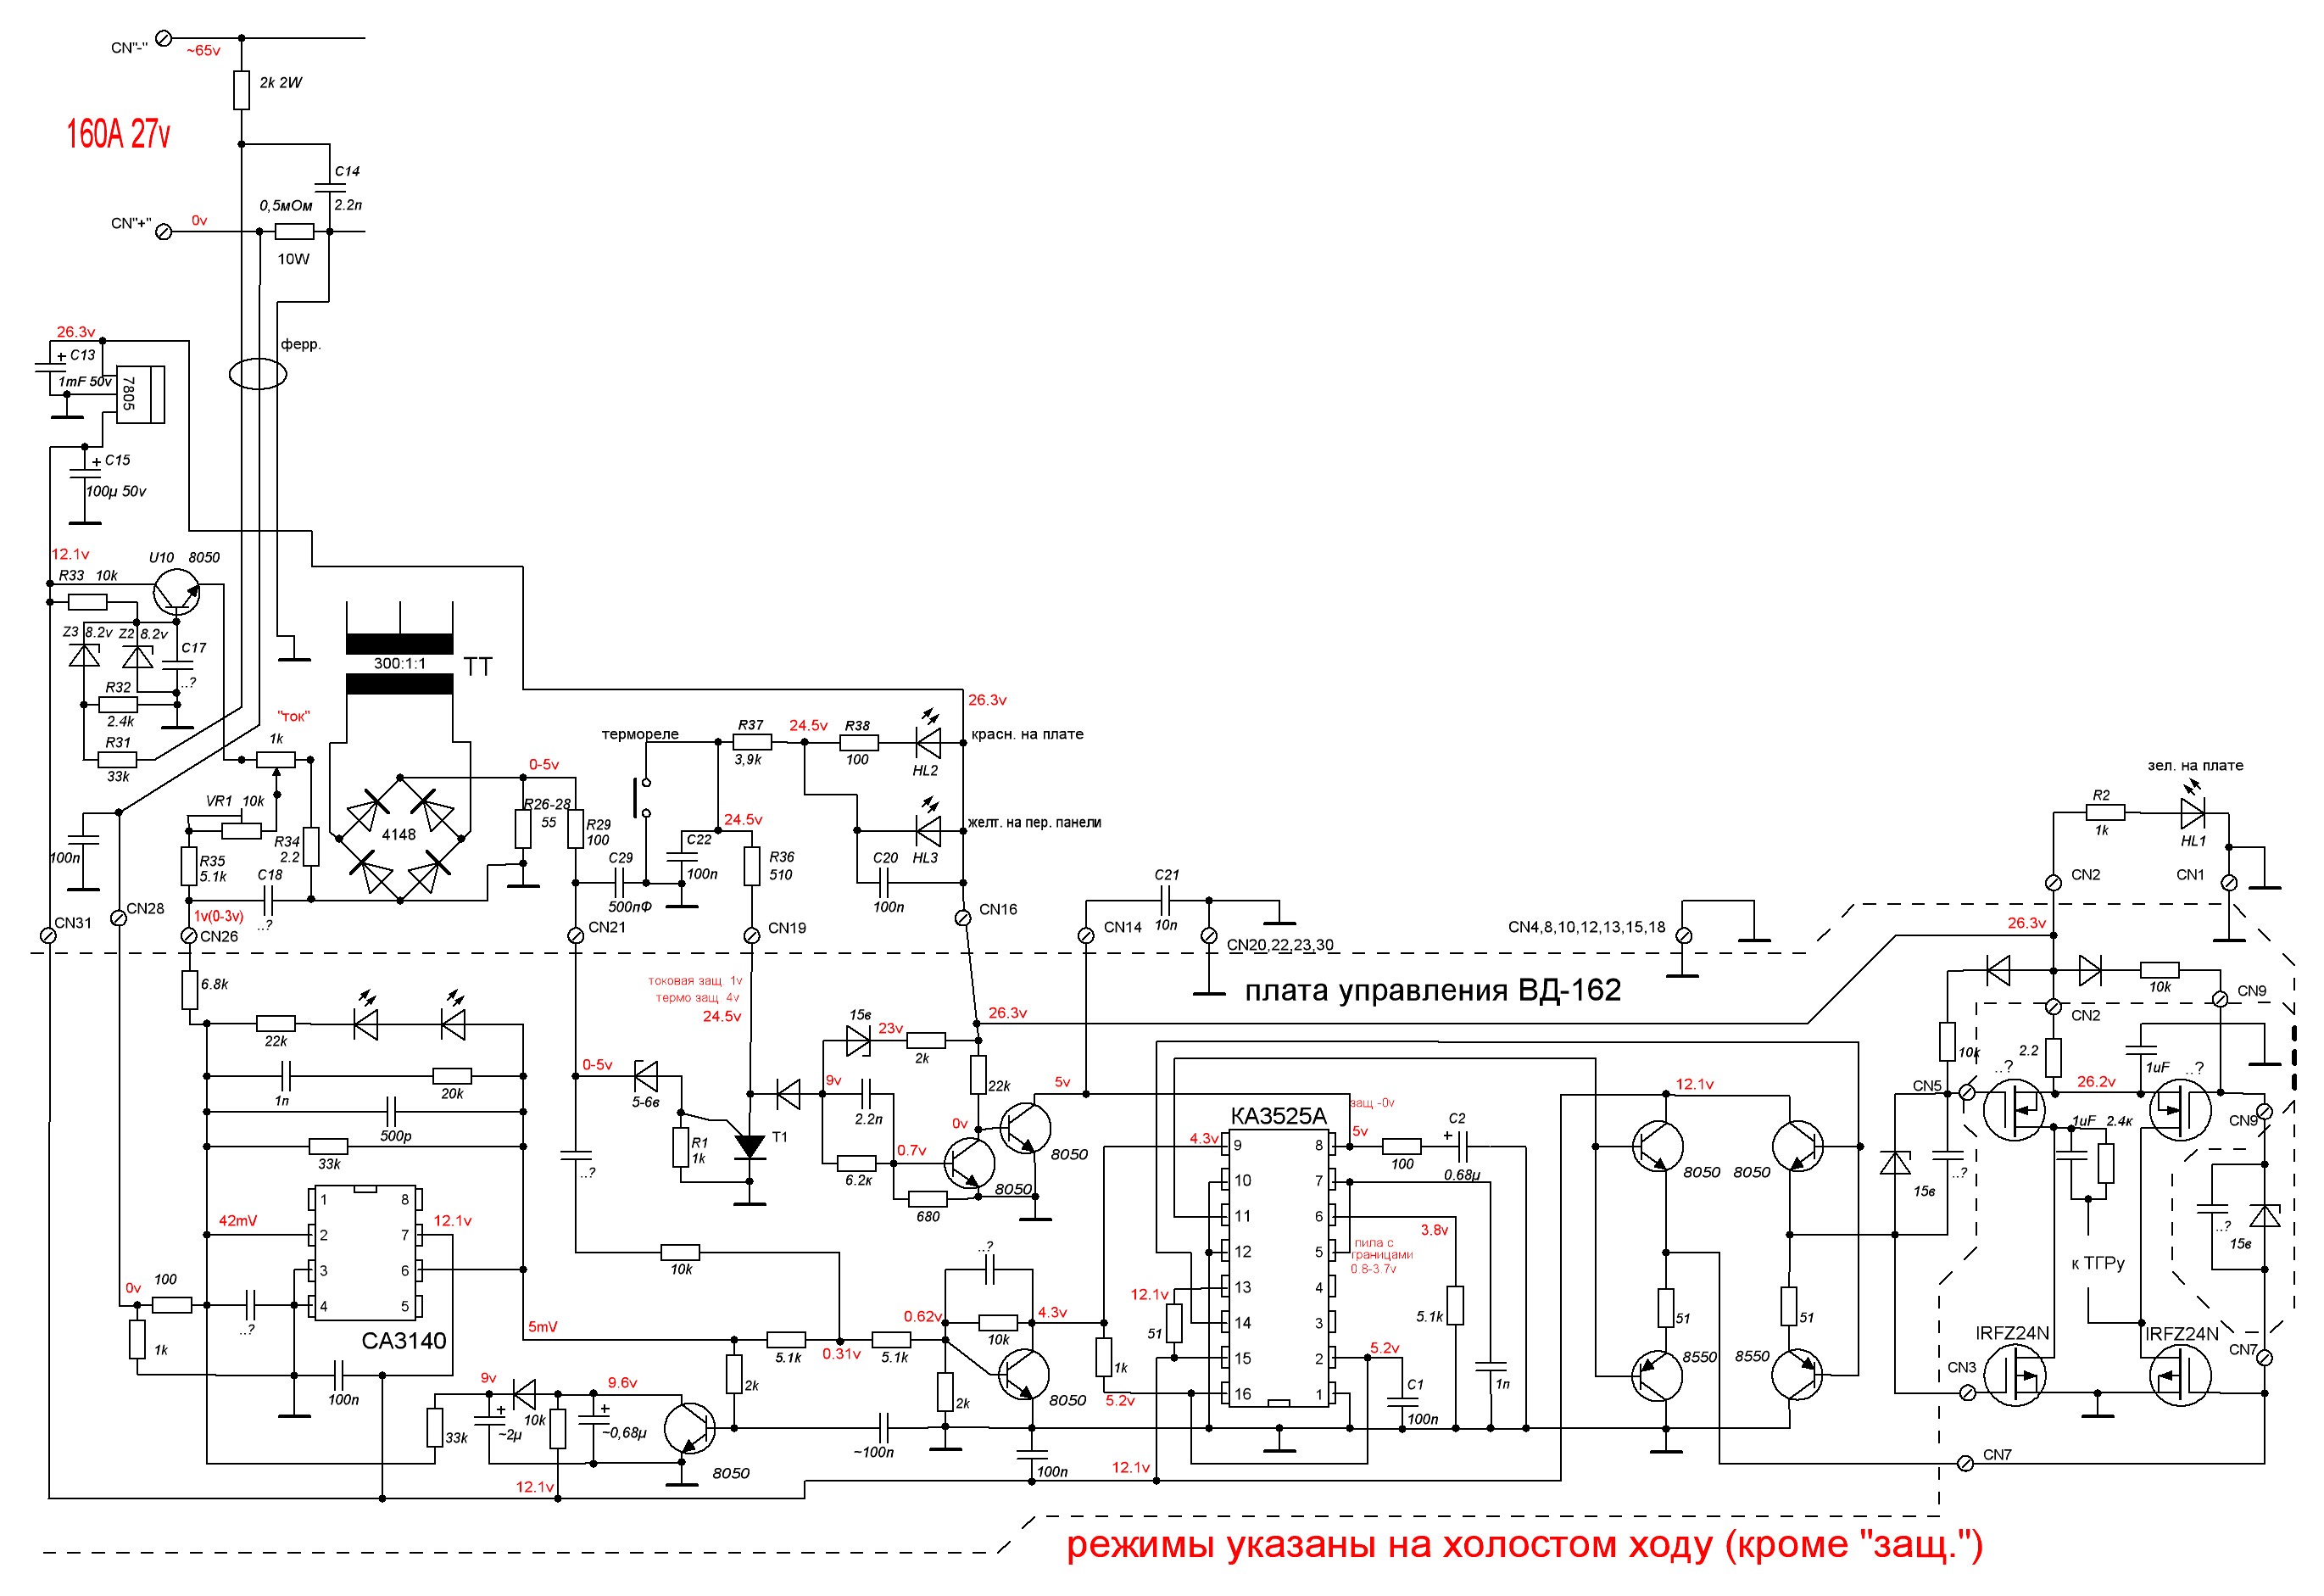 CN"-"
~65v
2k 2W
160А 27v
C14
2.2n
0,5мОм
CN"+"
0v
10W
26.3v
+ C13
1mF 50v
7805
ферр.
+ C15
100µ 50v
12.1v
U10 8050
R33 10k
Z3 8.2v
Z2 8.2v
C17
..?
R32
2.4k
R31
33k
"ток"
1k
300:1:1
ТТ
VR1 10k
R34
2.2
R35
5.1k
C18
..?
4148
100n
0-5v
R26-28
55
R29
100
C29
500пФ
термореле
R37
3,9k
24.5v
R38
100
HL2
26.3v
красн. на плате
24.5v
C22
100n
R36
510
HL3
желт. на пер. панели
C20
100n
CN16
C21
10n
CN14
CN20,22,23,30
CN4,8,10,12,13,15,18
зел. на плате
R2
1k
HL1
CN2
CN1
CN31
CN28
1v(0-3v)
CN26
CN21
CN19
26.3v
6.8k
токовая защ. 1v
термо защ. 4v
24.5v
плата управления ВД-162
26.3v
10k
CN9
CN2
22k
1n
20k
500p
33k
0-5v
5-6в
R1
1k
T1
..?
15в
23v
2k
9v
2.2n
22k
0v
0.7v
6.2к
680
8050
8050
5v
защ -0v
5v
KA3525A
4.3v
9
8
10
7
11
6
12
5
13
4
14
3
15
2
16
1
100
+
C2
0.68µ
3.8v
пила с
границами
0.8-3.7v
5.1k
1n
12.1v
51
5.2v
C1
100n
12.1v
8050
8050
51
51
8550
8550
10k
CN5
..?
2.2
26.2v
1uF
..?
1uF
2.4к
CN9
15в
..?
..?
15в
к ТГРу
IRFZ24N
IRFZ24N
CN3
CN7
CN7
42mV
1
8
2
7
3
6
4
5
12.1v
CA3140
0v
100
..?
1k
100n
5mV
10k
5.1k
0.31v
5.1k
2k
0.62v
..?
10k
4.3v
8050
2k
1k
5.2v
9v
9.6v
33k
+
~2µ
10k
+
~0,68µ
8050
~100n
100n
12.1v
12.1v
режимы указаны на холостом ходу (кроме "защ.")